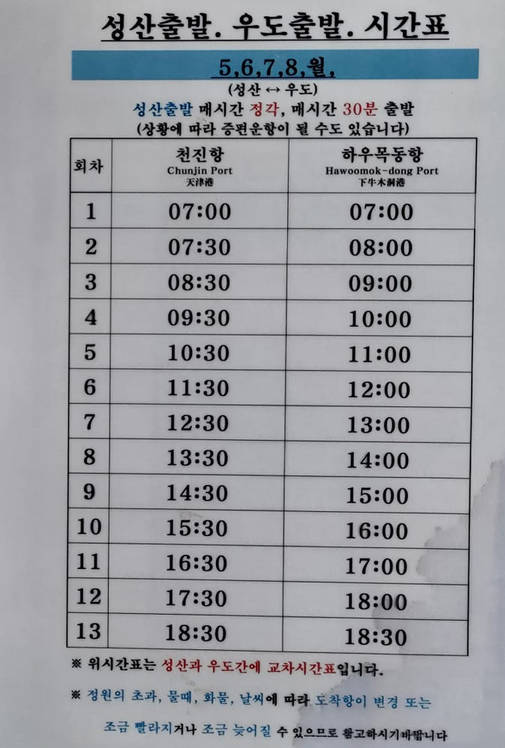 성산출발. 우도출발. 시간표
5,6,7,8,월,
(성산 ↔ 우도)
성산출발 매시간 정각, 매시간 30분 출발
(상황에 따라 증편운항이 될 수도 있습니다)
회차 천진항 하우목동항
Chunjin Port Hawoomok-dong Port
天津港 下牛木洞港
1 07:00 07:00
2 07:30 08:00
3 08:30 09:00
4 09:30 10:00
5 10:30 11:00
6 11:30 12:00
7 12:30 13:00
8 13:30 14:00
9 14:30 15:00
10 15:30 16:00
11 16:30 17:00
12 17:30 18:00
13 18:30 18:30
※ 위시간표는 성산과 우도간에 교차시간표입니다.
※ 정원의 초과, 물때, 화물, 날씨에 따라 도착항이 변경 또는
조금 빨라지거나 조금 늦어질 수 있으므로 참고하시기바랍니다